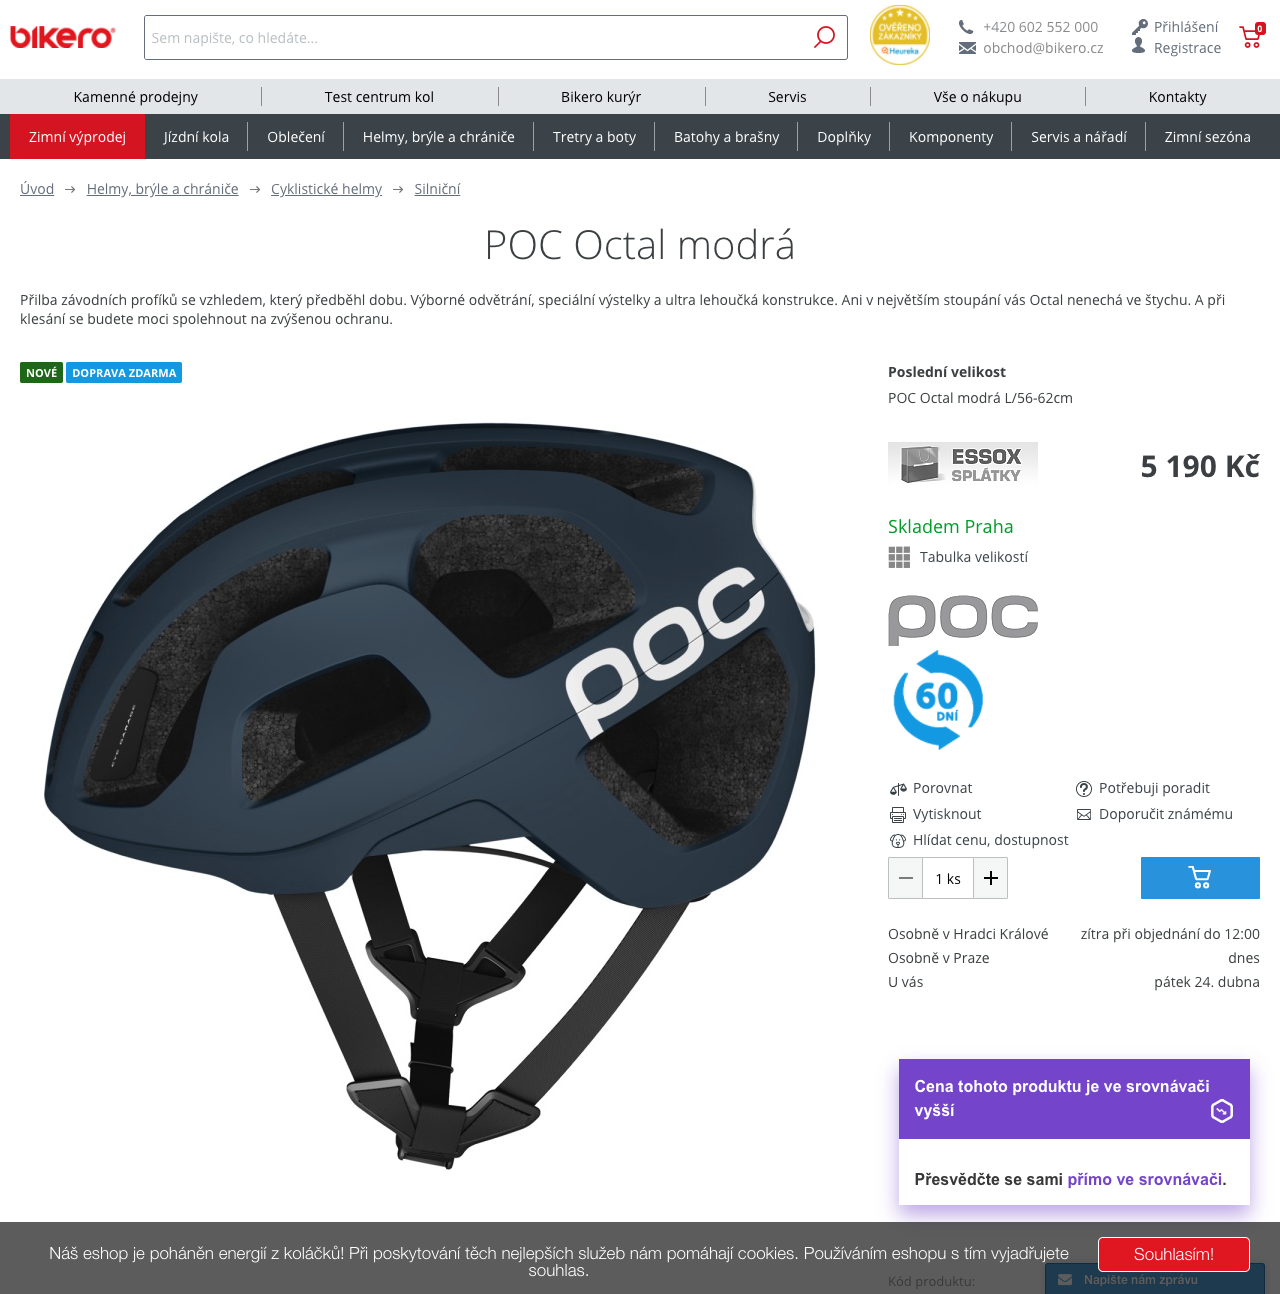 bikero
Sem napište, co hledáte...
OVĚŘENO
ZÁKAZNÍKY
Heureka
+420 602 552 000
obchod@bikero.cz
Přihlášení
Registrace
0
Kamenné prodejny
Test centrum kol
Bikero kurýr
Servis
Vše o nákupu
Kontakty
Zimní výprodej
Jízdní kola
Oblečení
Helmy, brýle a chrániče
Tretry a boty
Batohy a brašny
Doplňky
Komponenty
Servis a nářadí
Zimní sezóna
Úvod → Helmy, brýle a chrániče → Cyklistické helmy → Silniční
POC Octal modrá
Přilba závodních profíků se vzhledem, který předběhl dobu. Výborné odvětrání, speciální výstelky a ultra lehoučká konstrukce. Ani v největším stoupání vás Octal nenechá ve štychu. A při
klesání se budete moci spolehnout na zvýšenou ochranu.
NOVÉ
DOPRAVA ZDARMA
poc
EYE GARAGE
Poslední velikost
POC Octal modrá L/56-62cm
ESSOX
SPLÁTKY
5 190 Kč
Skladem Praha
Tabulka velikostí
poc
60
DNÍ
Porovnat
Potřebuji poradit
Vytisknout
Doporučit známému
Hlídat cenu, dostupnost
1 ks
Osobně v Hradci Králové zítra při objednání do 12:00
Osobně v Praze dnes
U vás pátek 24. dubna
Cena tohoto produktu je ve srovnávači
vyšší
Přesvědčte se sami přímo ve srovnávači.
Náš eshop je poháněn energií z koláčků! Při poskytování těch nejlepších služeb nám pomáhají cookies. Používáním eshopu s tím vyjadřujete
souhlas.
Souhlasím!
Kód produktu:
Napište nám zprávu